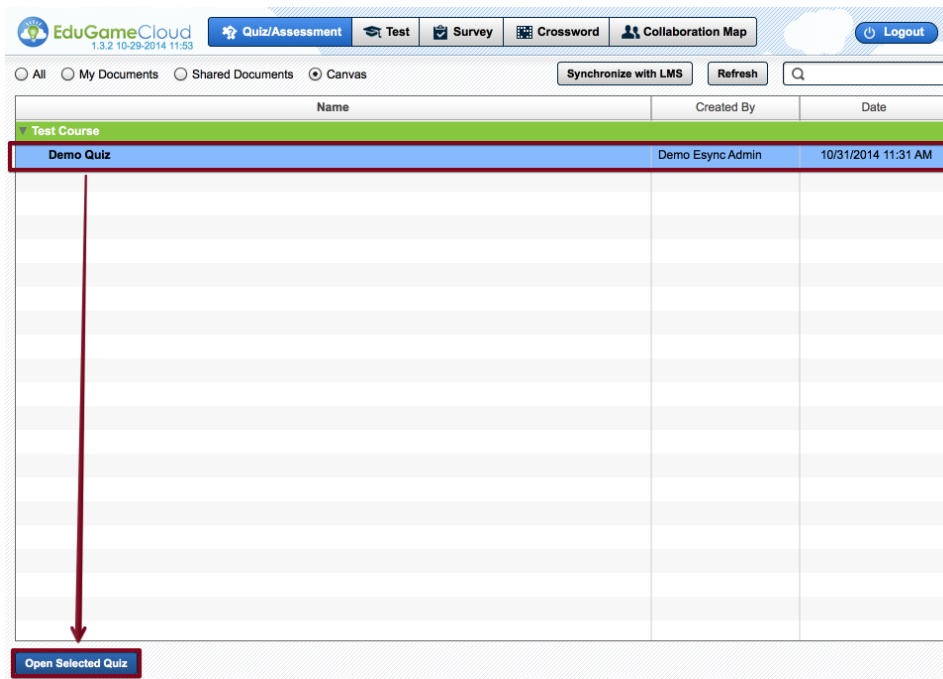 EduGameCloud
1.3.2 10-29-2014 11:53
Quiz/Assessment Test Survey Crossword Collaboration Map Logout
All My Documents Shared Documents Canvas Synchronize with LMS Refresh
Name Created By Date
Test Course
Demo Quiz Demo Esync Admin 10/31/2014 11:31 AM
Open Selected Quiz